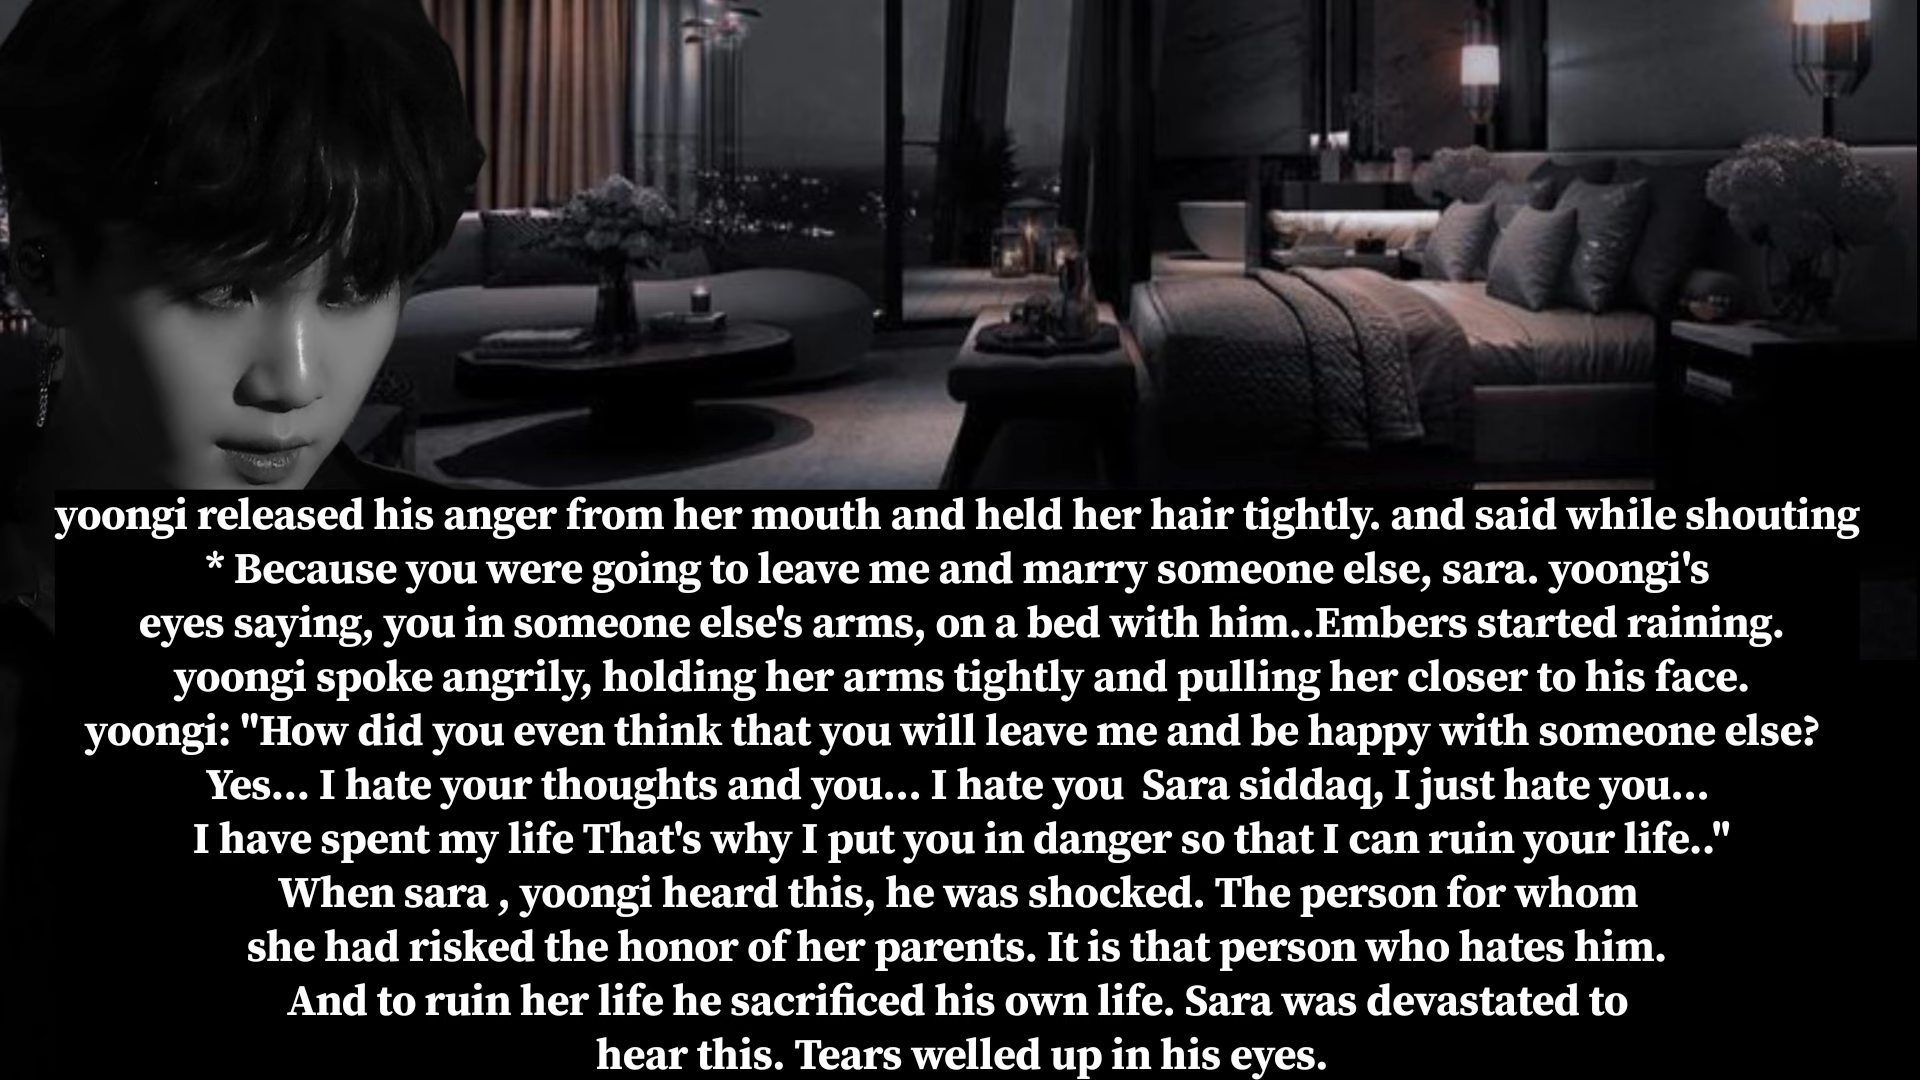 yoongi released his anger from her mouth and held her hair tightly. and said while shouting
* Because you were going to leave me and marry someone else, sara. yoongi's
eyes saying, you in someone else's arms, on a bed with him..Embers started raining.
yoongi spoke angrily, holding her arms tightly and pulling her closer to his face.
yoongi: "How did you even think that you will leave me and be happy with someone else?
Yes... I hate your thoughts and you... I hate you  Sara siddaq, I just hate you...
I have spent my life That's why I put you in danger so that I can ruin your life.."
When sara , yoongi heard this, he was shocked. The person for whom
she had risked the honor of her parents. It is that person who hates him.
And to ruin her life he sacrificed his own life. Sara was devastated to
hear this. Tears welled up in his eyes.